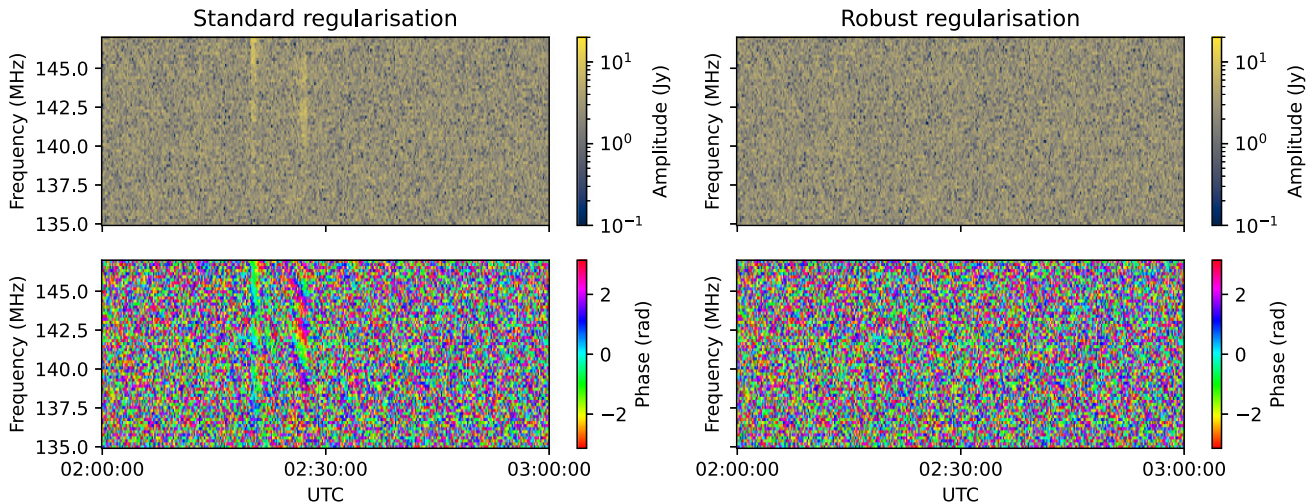 Standard regularisation
Robust regularisation
Frequency (MHz)
145.0
142.5
140.0
137.5
135.0
10¹
10⁰
10⁻¹
Amplitude (Jy)
Frequency (MHz)
10¹
10⁰
10⁻¹
Amplitude (Jy)
Frequency (MHz)
145.0
142.5
140.0
137.5
135.0
02:00:00
02:30:00
03:00:00
UTC
2
0
−2
Phase (rad)
Frequency (MHz)
02:00:00
02:30:00
03:00:00
UTC
2
0
−2
Phase (rad)